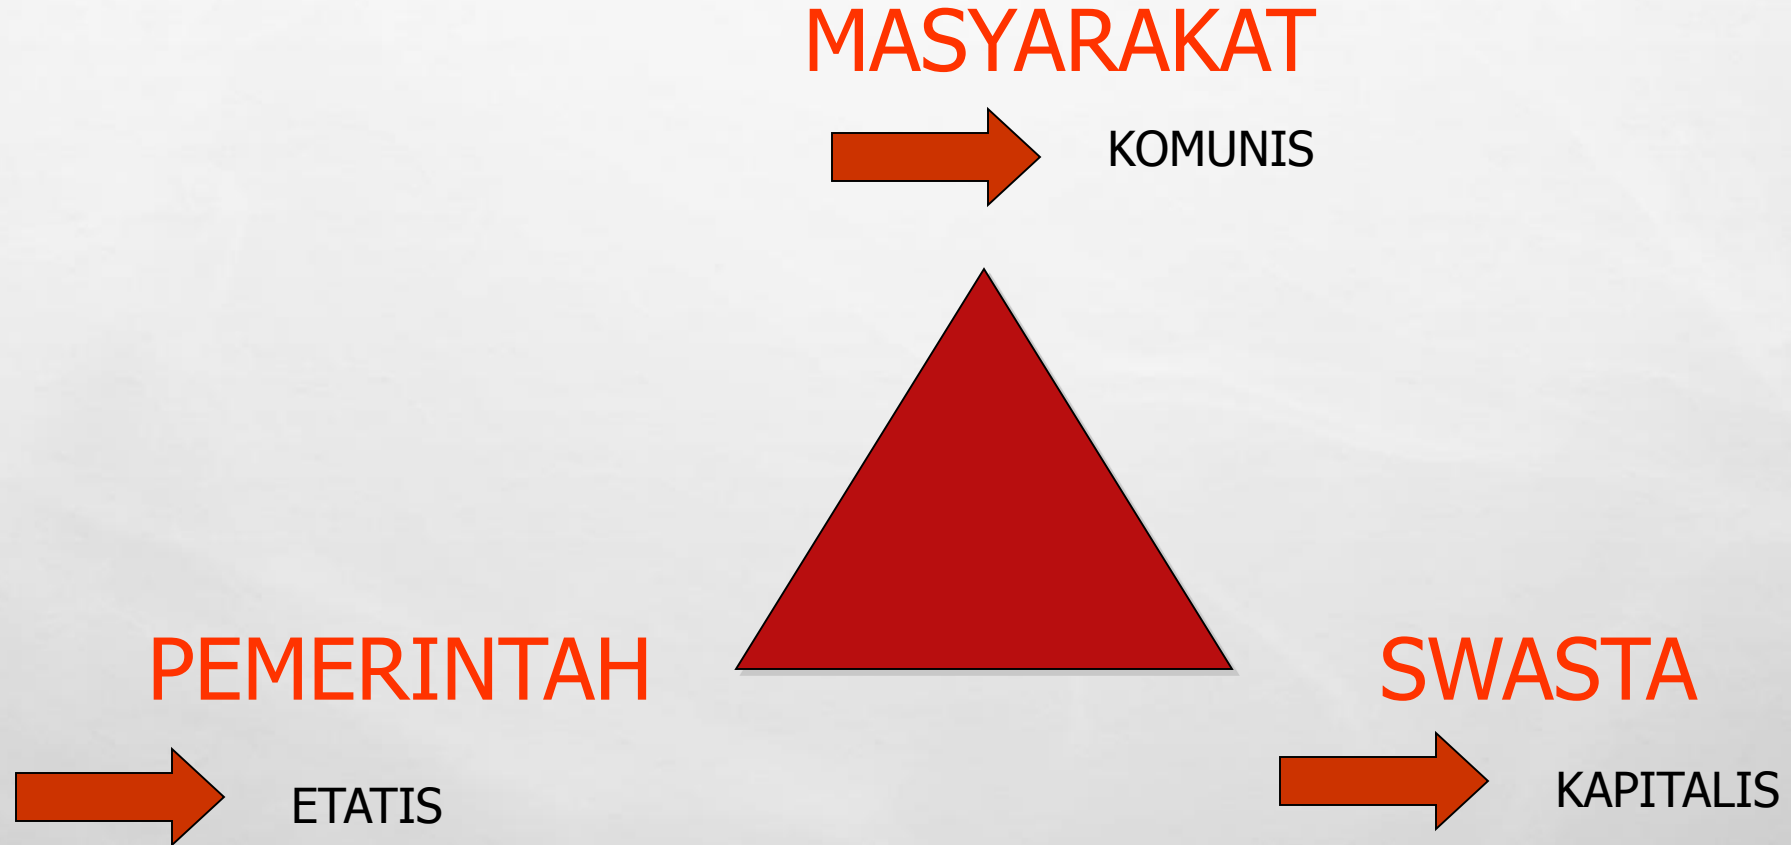 MASYARAKAT
KOMUNIS
PEMERINTAH
ETATIS
SWASTA
KAPITALIS